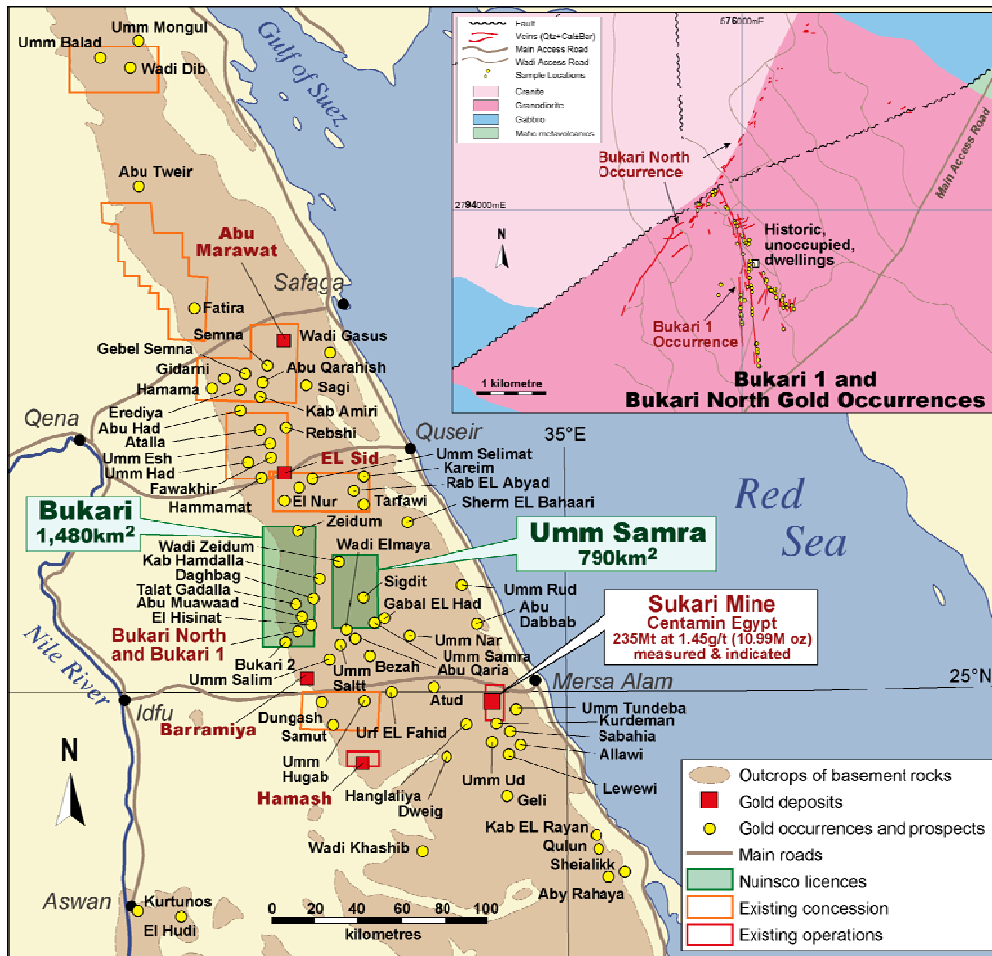 Umm Mongul
Umm Balad
Wadi Dib
Gulf of Suez
Abu Tweir
Abu
Marawat
Safaga
Fatira
Semna
Wadi Gasus
Gebel Semna
Gidami
Abu Qarahish
Hamama
Sagi
Erediya
Kab Amiri
Abu Had
Qena
Atalla
Rebshi
Quseir
35°E
Umm Esh
EL Sid
Umm Selimat
Umm Had
Kareim
Fawakhir
Rab EL Abyad
Hammamat
El Nur
Tarfawi
Sherm EL Bahaari
Red
Sea
Bukari
1,480km²
Zeidum
Umm Samra
790km²
Wadi Zeidum
Wadi Elmaya
Kab Hamdalla
Daghbag
Sigdit
Talat Gadalla
Gabal EL Had
Umm Rud
Abu Muawaad
Abu
Dabbab
El Hisinat
Bukari North
and Bukari 1
Umm Nar
Umm Samra
Bukari 2
Abu Qaria
Umm Salim
Umm
Saltt
Bezah
Sukari Mine
Centamin Egypt
235Mt at 1.45g/t (10.99M oz)
measured & indicated
Nile River
Mersa Alam
25°N
Idfu
Atud
Barramiya
Dungash
Samut
Urf EL Fahid
Umm Tundeba
Kurdeman
Sabahia
Allawi
N
Umm
Hugab
Umm Ud
Lewewi
Hamash
Hanglaliya
Dweig
Geli
Kab EL Rayan
Wadi Khashib
Qulun
Sheialikk
Aby Rahaya
Aswan
Kurtunos
El Hudi
0 20 40 60 80 100
kilometres
Outcrops of basement rocks
Gold deposits
Gold occurrences and prospects
Main roads
Nuinsco licences
Existing concession
Existing operations
Fault
Veins (Qtz+Cal±Bar)
Main Access Road
Wadi Access Road
Sample Locations
Granite
Granodiorite
Gabbro
Mafic metavolcanics
576000mE
2794000mE
Bukari North
Occurrence
Main Access Road
N
Historic,
unoccupied,
dwellings
Bukari 1
Occurrence
1 kilometre
Bukari 1 and
Bukari North Gold Occurrences